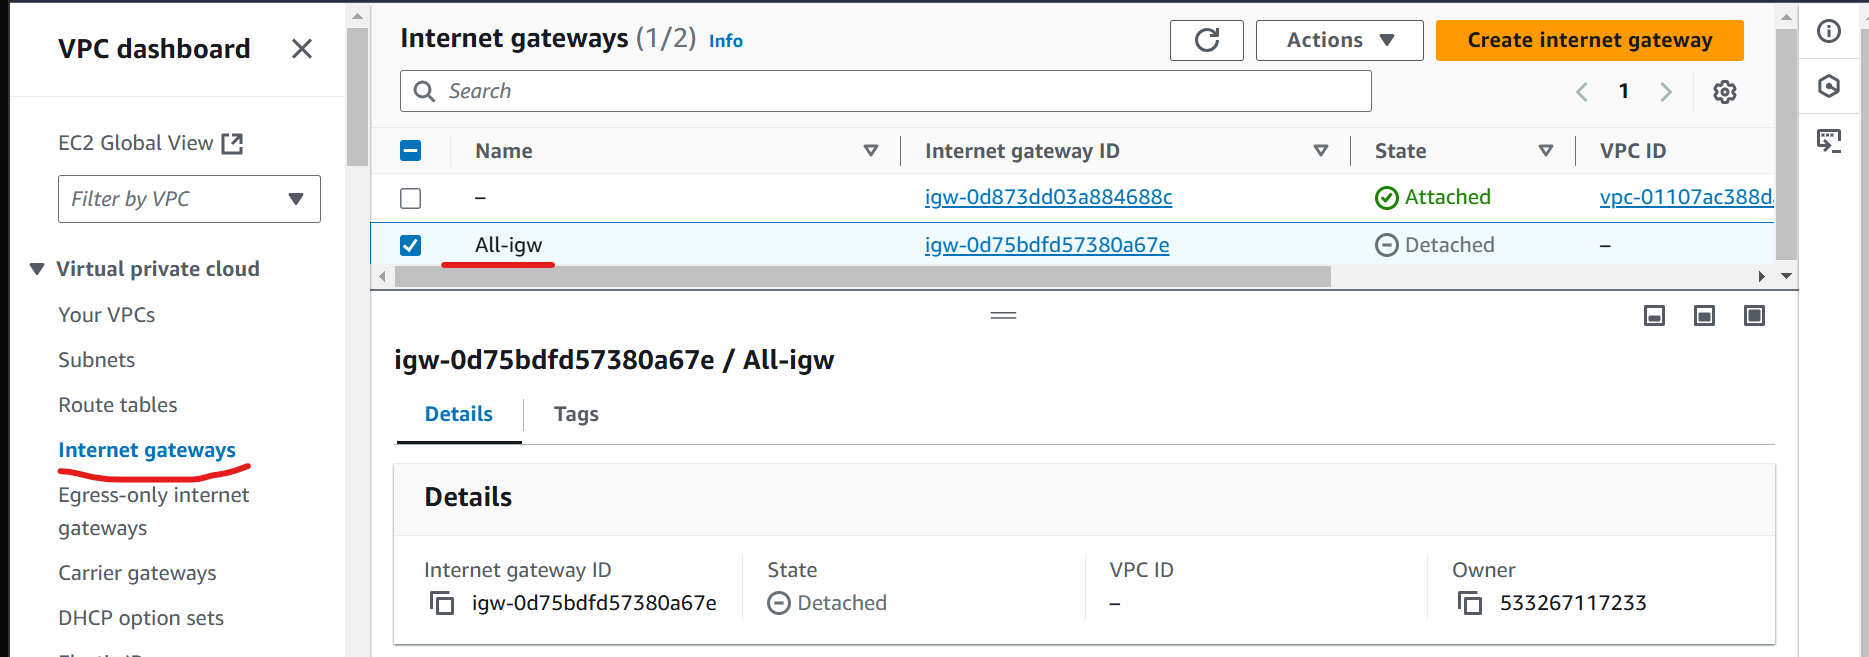 VPC dashboard
EC2 Global View
Filter by VPC
Virtual private cloud
Your VPCs
Subnets
Route tables
Internet gateways
Egress-only internet
gateways
Carrier gateways
DHCP option sets
Internet gateways (1/2) Info
Actions
Create internet gateway
Search
1
Name Internet gateway ID State VPC ID
– igw-0d873dd03a884688c Attached vpc-01107ac388d
All-igw igw-0d75bdfd57380a67e Detached –
igw-0d75bdfd57380a67e / All-igw
Details Tags
Details
Internet gateway ID State VPC ID Owner
igw-0d75bdfd57380a67e Detached – 533267117233